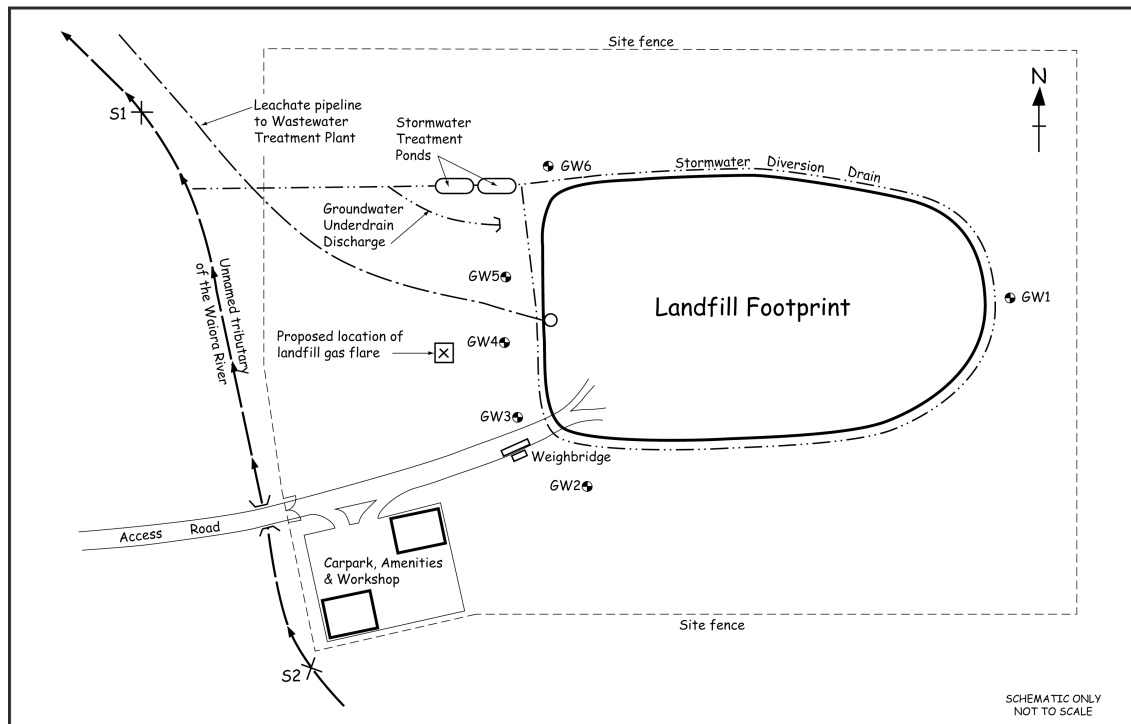 Site fence
N
Leachate pipeline
to Wastewater
Treatment Plant
S1
Stormwater
Treatment
Ponds
GW6
Stormwater Diversion Drain
Groundwater
Underdrain
Discharge
Unnamed tributary
of the Waiora River
GW5
GW1
Landfill Footprint
Proposed location of
landfill gas flare
GW4
GW3
Weighbridge
GW2
Access Road
Carpark, Amenities
& Workshop
Site fence
S2
SCHEMATIC ONLY
NOT TO SCALE